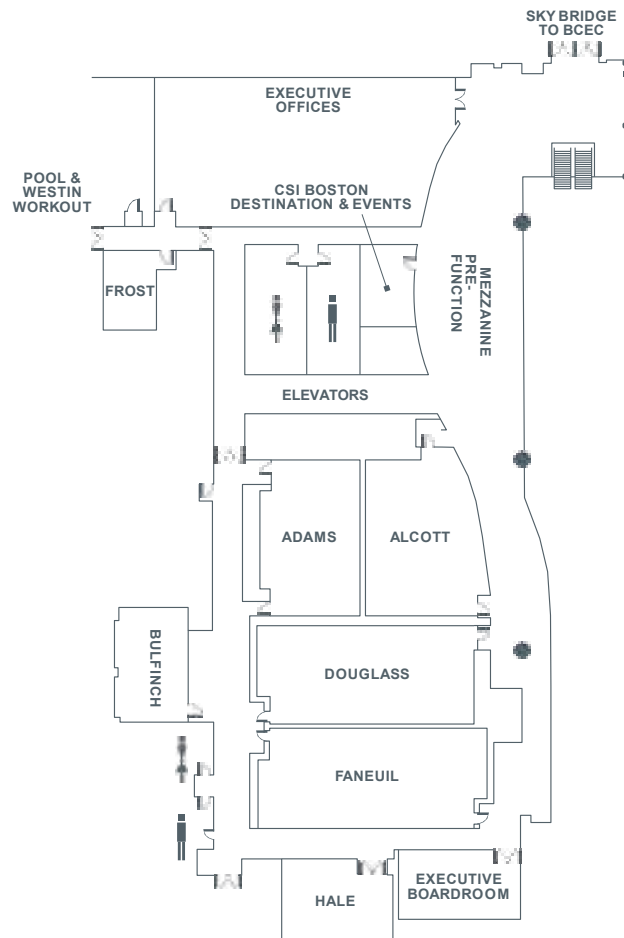 SKY BRIDGE
TO BCEC
EXECUTIVE
OFFICES
POOL &
WESTIN
WORKOUT
CSI BOSTON
DESTINATION & EVENTS
MEZZANINE
PRE-
FUNCTION
FROST
ELEVATORS
ADAMS
ALCOTT
BULFINCH
DOUGLASS
FANEUIL
EXECUTIVE
BOARDROOM
HALE